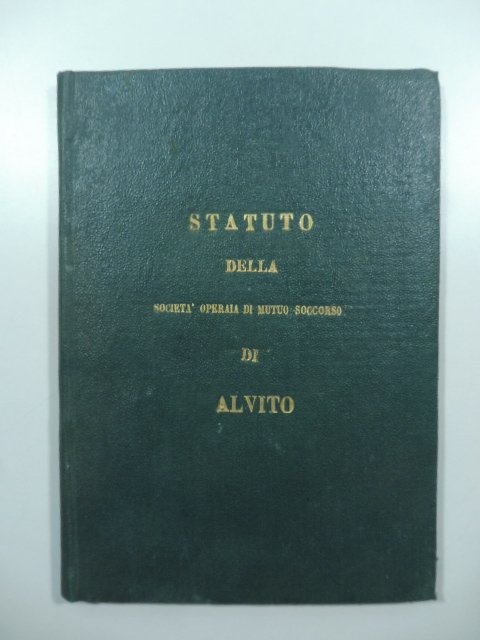 STATUTO
DELLA
SOCIETA' OPERAIA DI MUTUO SOCCORSO
DI
ALVITO